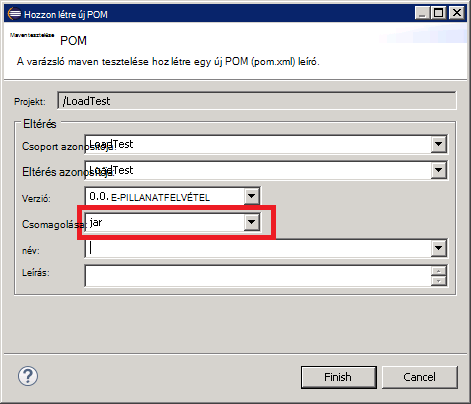 Hozzon létre új POM
Maven tesztelése POM
A varázsló maven tesztelése hoz létre egy új POM (pom.xml) leíró.
Projekt: /LoadTest
Eltérés
Csoport azonosítója: LoadTest
Eltérés azonosítója: LoadTest
Verzió: 0.0. E-PILLANATFELVÉTEL
Csomagolása: jar
név:
Leírás:
Finish Cancel